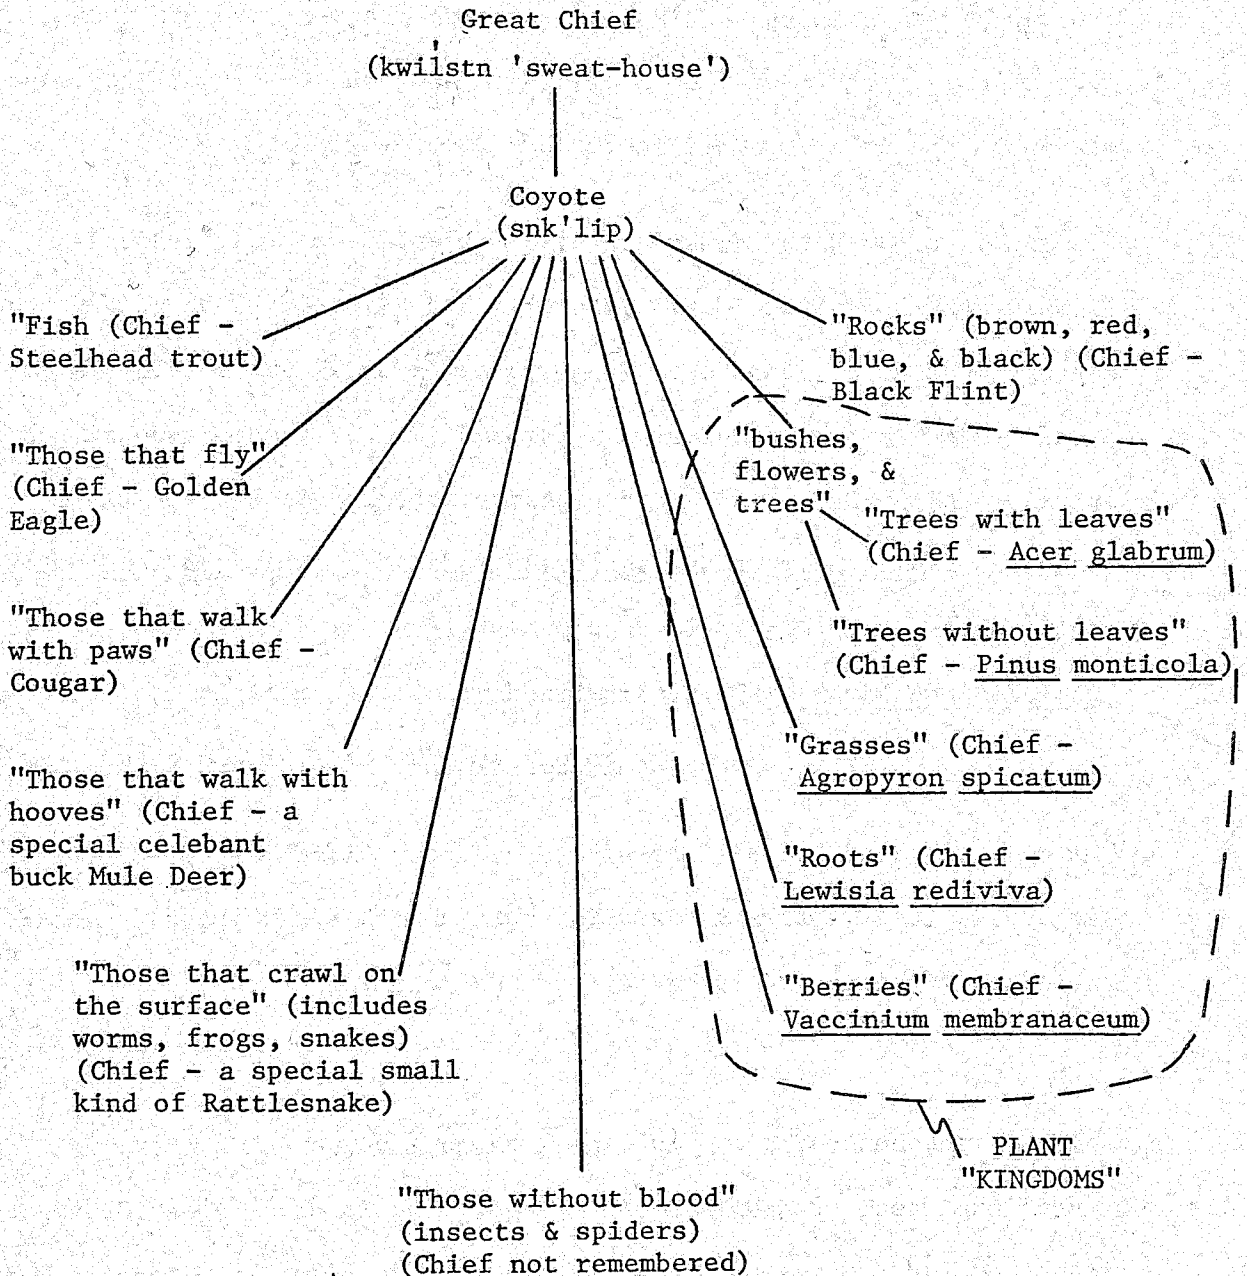 Great Chief
(kwilstn 'sweat-house')
Coyote
(snk'lip)
"Fish (Chief -
Steelhead trout)
"Those that fly"
(Chief - Golden
Eagle)
"Those that walk
with paws" (Chief -
Cougar)
"Those that walk with
hooves" (Chief - a
special celebant
buck Mule Deer)
"Those that crawl on
the surface" (includes
worms, frogs, snakes)
(Chief - a special small
kind of Rattlesnake)
"Those without blood"
(insects & spiders)
(Chief not remembered)
"Rocks" (brown, red,
blue, & black) (Chief -
Black Flint)
"bushes,
flowers, &
trees"
"Trees with leaves"
(Chief - Acer glabrum)
"Trees without leaves"
(Chief - Pinus monticola)
"Grasses" (Chief -
Agropyron spicatum)
"Roots" (Chief -
Lewisia rediviva)
"Berries" (Chief -
Vaccinium membranaceum)
PLANT
"KINGDOMS"